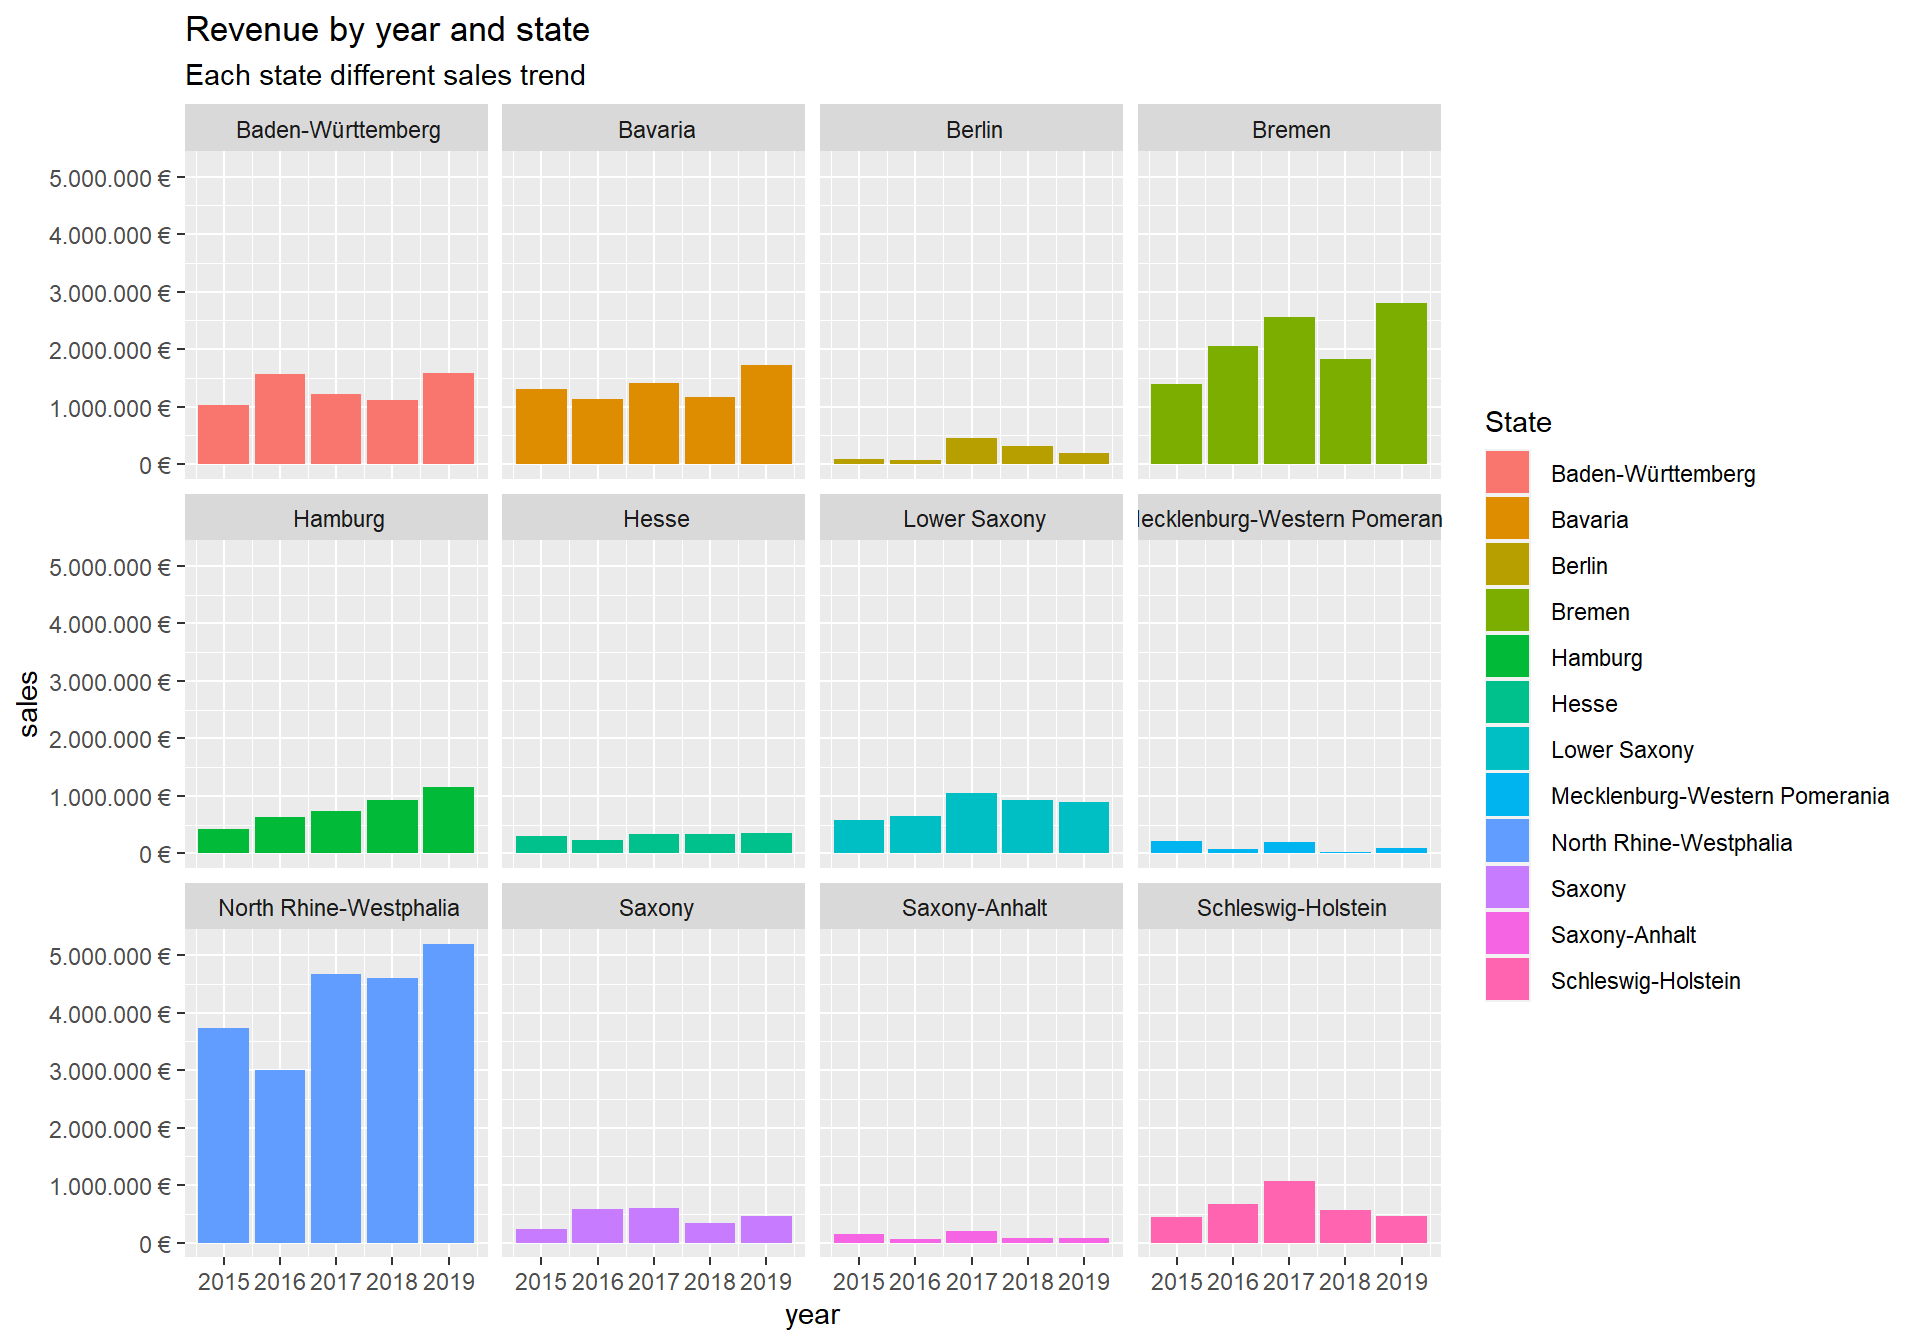 Revenue by year and state
Each state different sales trend
Baden-Württemberg
Bavaria
Berlin
Bremen
5.000.000 €
4.000.000 €
3.000.000 €
2.000.000 €
1.000.000 €
0 €
Hamburg
Hesse
Lower Saxony
lecklenburg-Western Pomeran
5.000.000 €
4.000.000 €
3.000.000 €
2.000.000 €
1.000.000 €
0 €
North Rhine-Westphalia
Saxony
Saxony-Anhalt
Schleswig-Holstein
5.000.000 €
4.000.000 €
3.000.000 €
2.000.000 €
1.000.000 €
0 €
2015 2016 2017 2018 2019
2015 2016 2017 2018 2019
2015 2016 2017 2018 2019
2015 2016 2017 2018 2019
year
sales
State
Baden-Württemberg
Bavaria
Berlin
Bremen
Hamburg
Hesse
Lower Saxony
Mecklenburg-Western Pomerania
North Rhine-Westphalia
Saxony
Saxony-Anhalt
Schleswig-Holstein